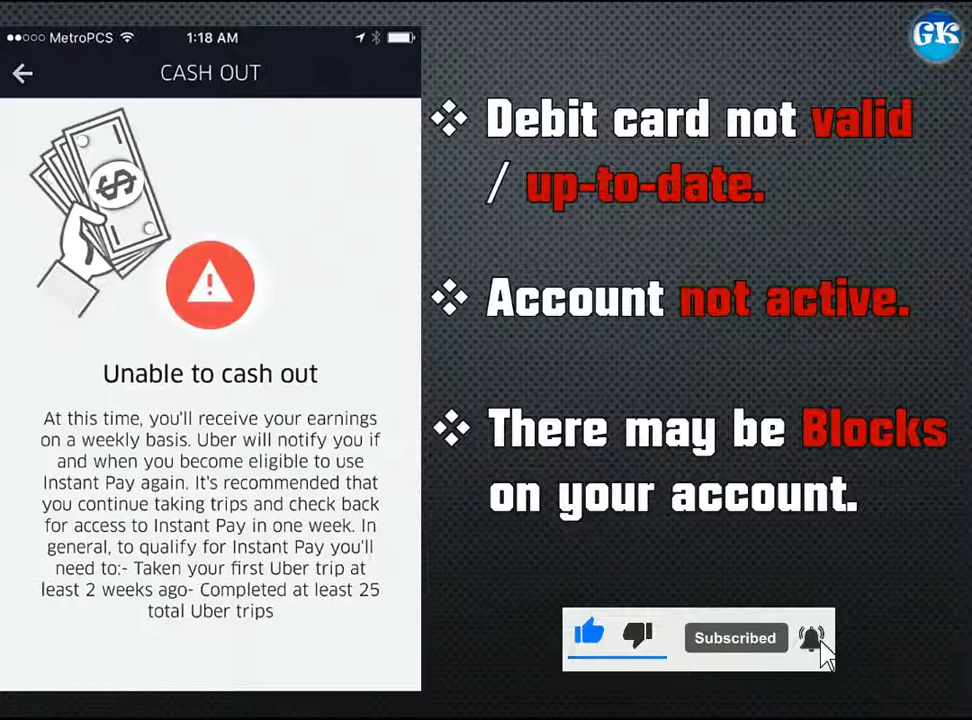 MetroPCS
1:18 AM
CASH OUT
Unable to cash out
At this time, you'll receive your earnings
on a weekly basis. Uber will notify you if
and when you become eligible to use
Instant Pay again. It's recommended that
you continue taking trips and check back
for access to Instant Pay in one week. In
general, to qualify for Instant Pay you'll
need to:- Taken your first Uber trip at
least 2 weeks ago- Completed at least 25
total Uber trips
GK
Debit card not valid
/ up-to-date.
Account not active.
There may be Blocks
on your account.
Subscribed